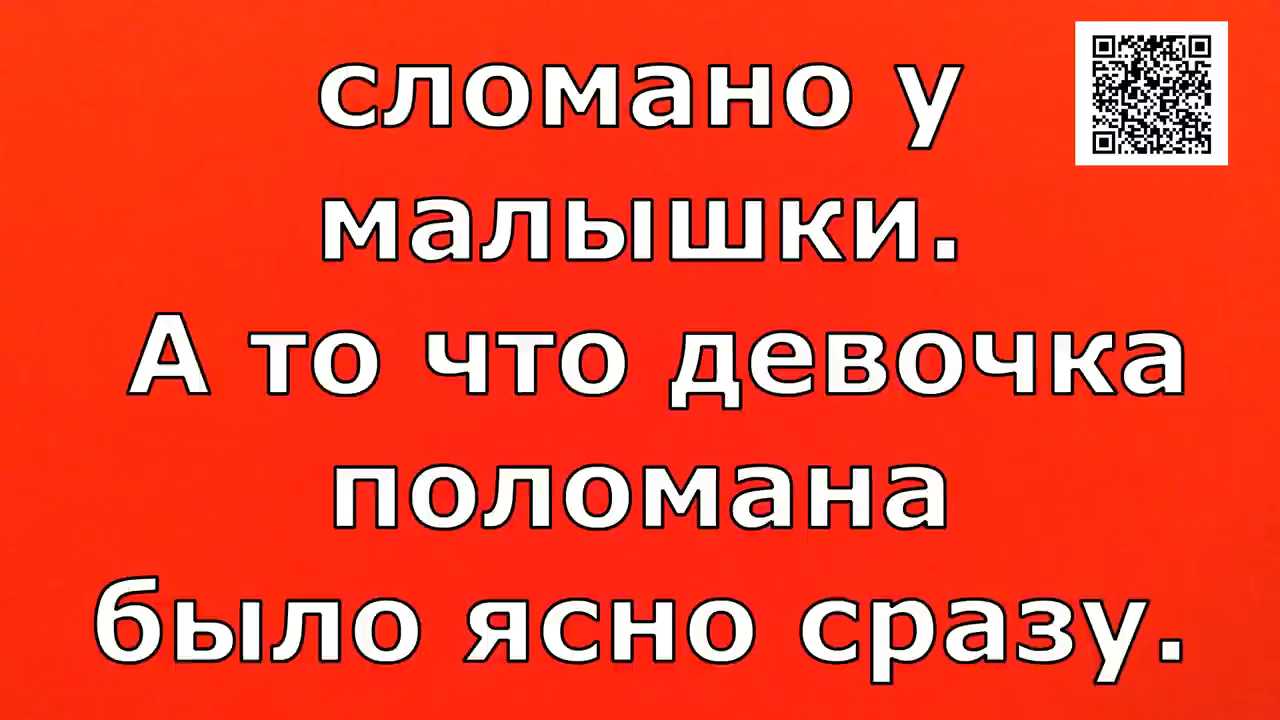 сломано у
малышки.
А то что девочка
поломана
было ясно сразу.